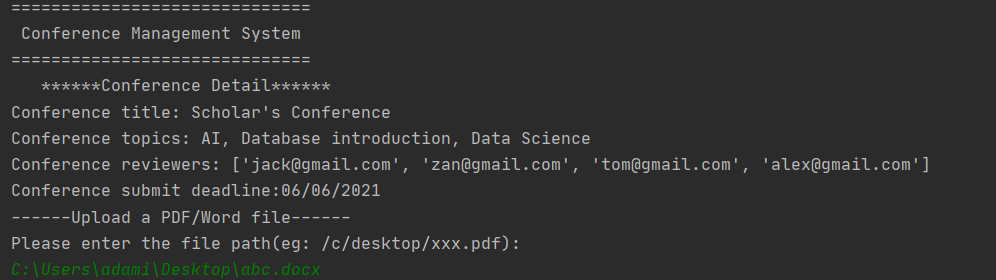 ==============================
Conference Management System
==============================
******Conference Detail******
Conference title: Scholar's Conference
Conference topics: AI, Database introduction, Data Science
Conference reviewers: ['jack@gmail.com', 'zan@gmail.com', 'tom@gmail.com', 'alex@gmail.com']
Conference submit deadline:06/06/2021
------Upload a PDF/Word file------
Please enter the file path(eg: /c/desktop/xxx.pdf):
C:\Users\adami\Desktop\abc.docx